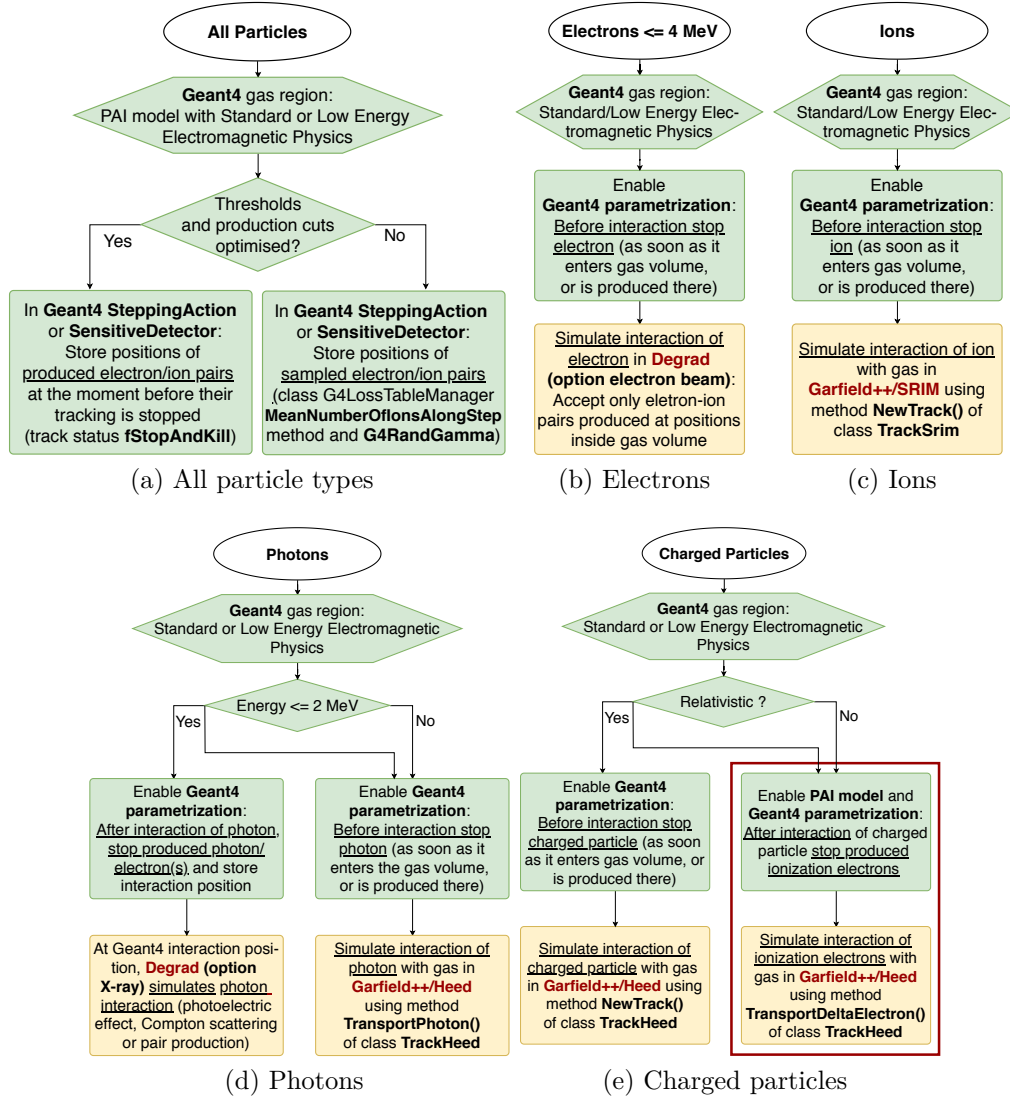 All Particles
Geant4 gas region:
PAI model with Standard or Low Energy
Electromagnetic Physics
Thresholds
and production cuts
optimised?
Yes
No
In Geant4 SteppingAction
or SensitiveDetector:
Store positions of
produced electron/ion pairs
at the moment before their
tracking is stopped
(track status fStopAndKill)
In Geant4 SteppingAction
or SensitiveDetector:
Store positions of
sampled electron/ion pairs
(class G4LossTableManager
MeanNumberOfIonsAlongStep
method and G4RandGamma)
(a) All particle types
Electrons <= 4 MeV
Geant4 gas region:
Standard/Low Energy Elec-
tromagnetic Physics
Enable
Geant4 parametrization:
Before interaction stop
electron (as soon as it
enters gas volume,
or is produced there)
Simulate interaction of
electron in Degrad
(option electron beam):
Accept only eletron-ion
pairs produced at positions
inside gas volume
(b) Electrons
Ions
Geant4 gas region:
Standard/Low Energy Elec-
tromagnetic Physics
Enable
Geant4 parametrization:
Before interaction stop
ion (as soon as it
enters gas volume,
or is produced there)
Simulate interaction of ion
with gas in
Garfield++/SRIM using
method NewTrack() of
class TrackSrim
(c) Ions
Photons
Geant4 gas region:
Standard or Low Energy Electromagnetic
Physics
Energy <= 2 MeV
Yes
No
Enable Geant4
parametrization:
After interaction of photon,
stop produced photon/
electron(s) and store
interaction position
Enable Geant4
parametrization:
Before interaction stop
photon (as soon as it
enters the gas volume,
or is produced there)
At Geant4 interaction posi-
tion, Degrad (option
X-ray) simulates photon
interaction (photoelectric
effect, Compton scattering
or pair production)
Simulate interaction of
photon with gas in
Garfield++/Heed
using method
TransportPhoton()
of class TrackHeed
(d) Photons
Charged Particles
Geant4 gas region:
Standard or Low Energy Electromagnetic
Physics
Relativistic ?
Yes
No
Enable Geant4
parametrization:
Before interaction stop
charged particle (as soon
as it enters gas volume, or
is produced there)
Enable PAI model and
Geant4 parametrization:
After interaction of charged
particle stop produced
ionization electrons
Simulate interaction of
charged particle with gas
in Garfield++/Heed using
method NewTrack()
of class TrackHeed
Simulate interaction of
ionization electrons with
gas in Garfield++/Heed
using method
TransportDeltaElectron()
of class TrackHeed
(e) Charged particles